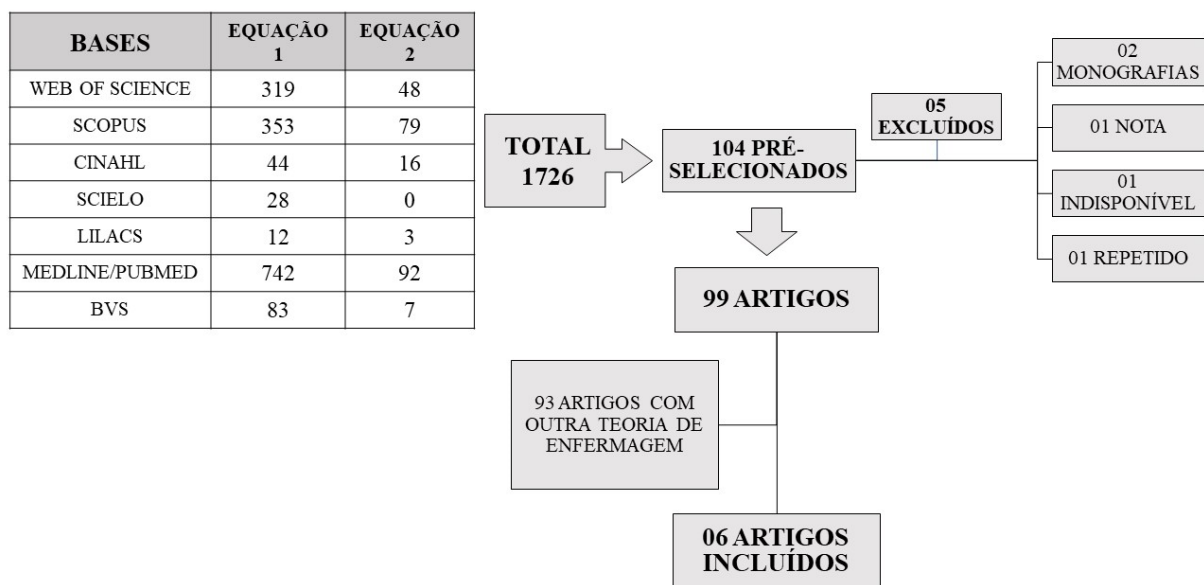 BASES EQUAÇÃO 1 EQUAÇÃO 2
WEB OF SCIENCE 319 48
SCOPUS 353 79
CINAHL 44 16
SCIELO 28 0
LILACS 12 3
MEDLINE/PUBMED 742 92
BVS 83 7
TOTAL
1726
104 PRÉ-
SELECIONADOS
05
EXCLUÍDOS
02
MONOGRAFIAS
01 NOTA
01
INDISPONÍVEL
01 REPETIDO
99 ARTIGOS
93 ARTIGOS COM
OUTRA TEORIA DE
ENFERMAGEM
06 ARTIGOS
INCLUÍDOS